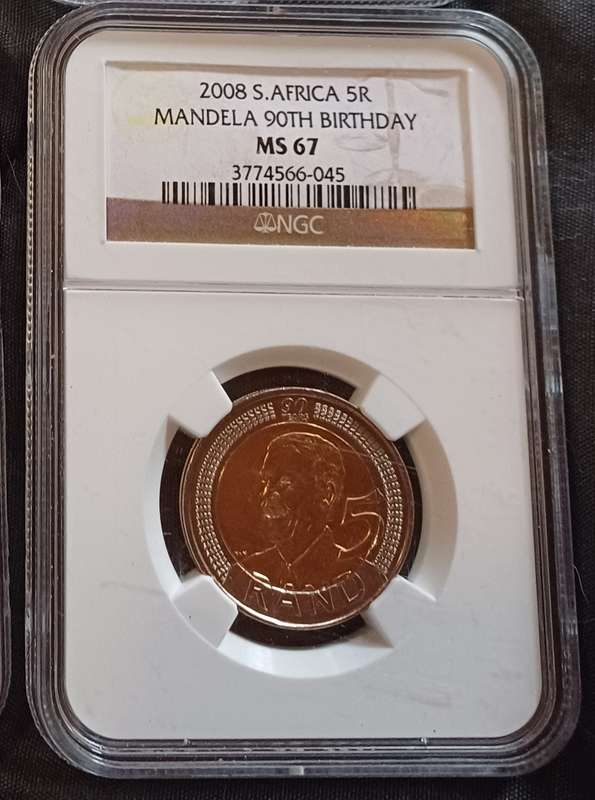 2008 S.AFRICA 5R
MANDELA 90TH BIRTHDAY
MS 67
3774566-045
NGC
90
5
RAND